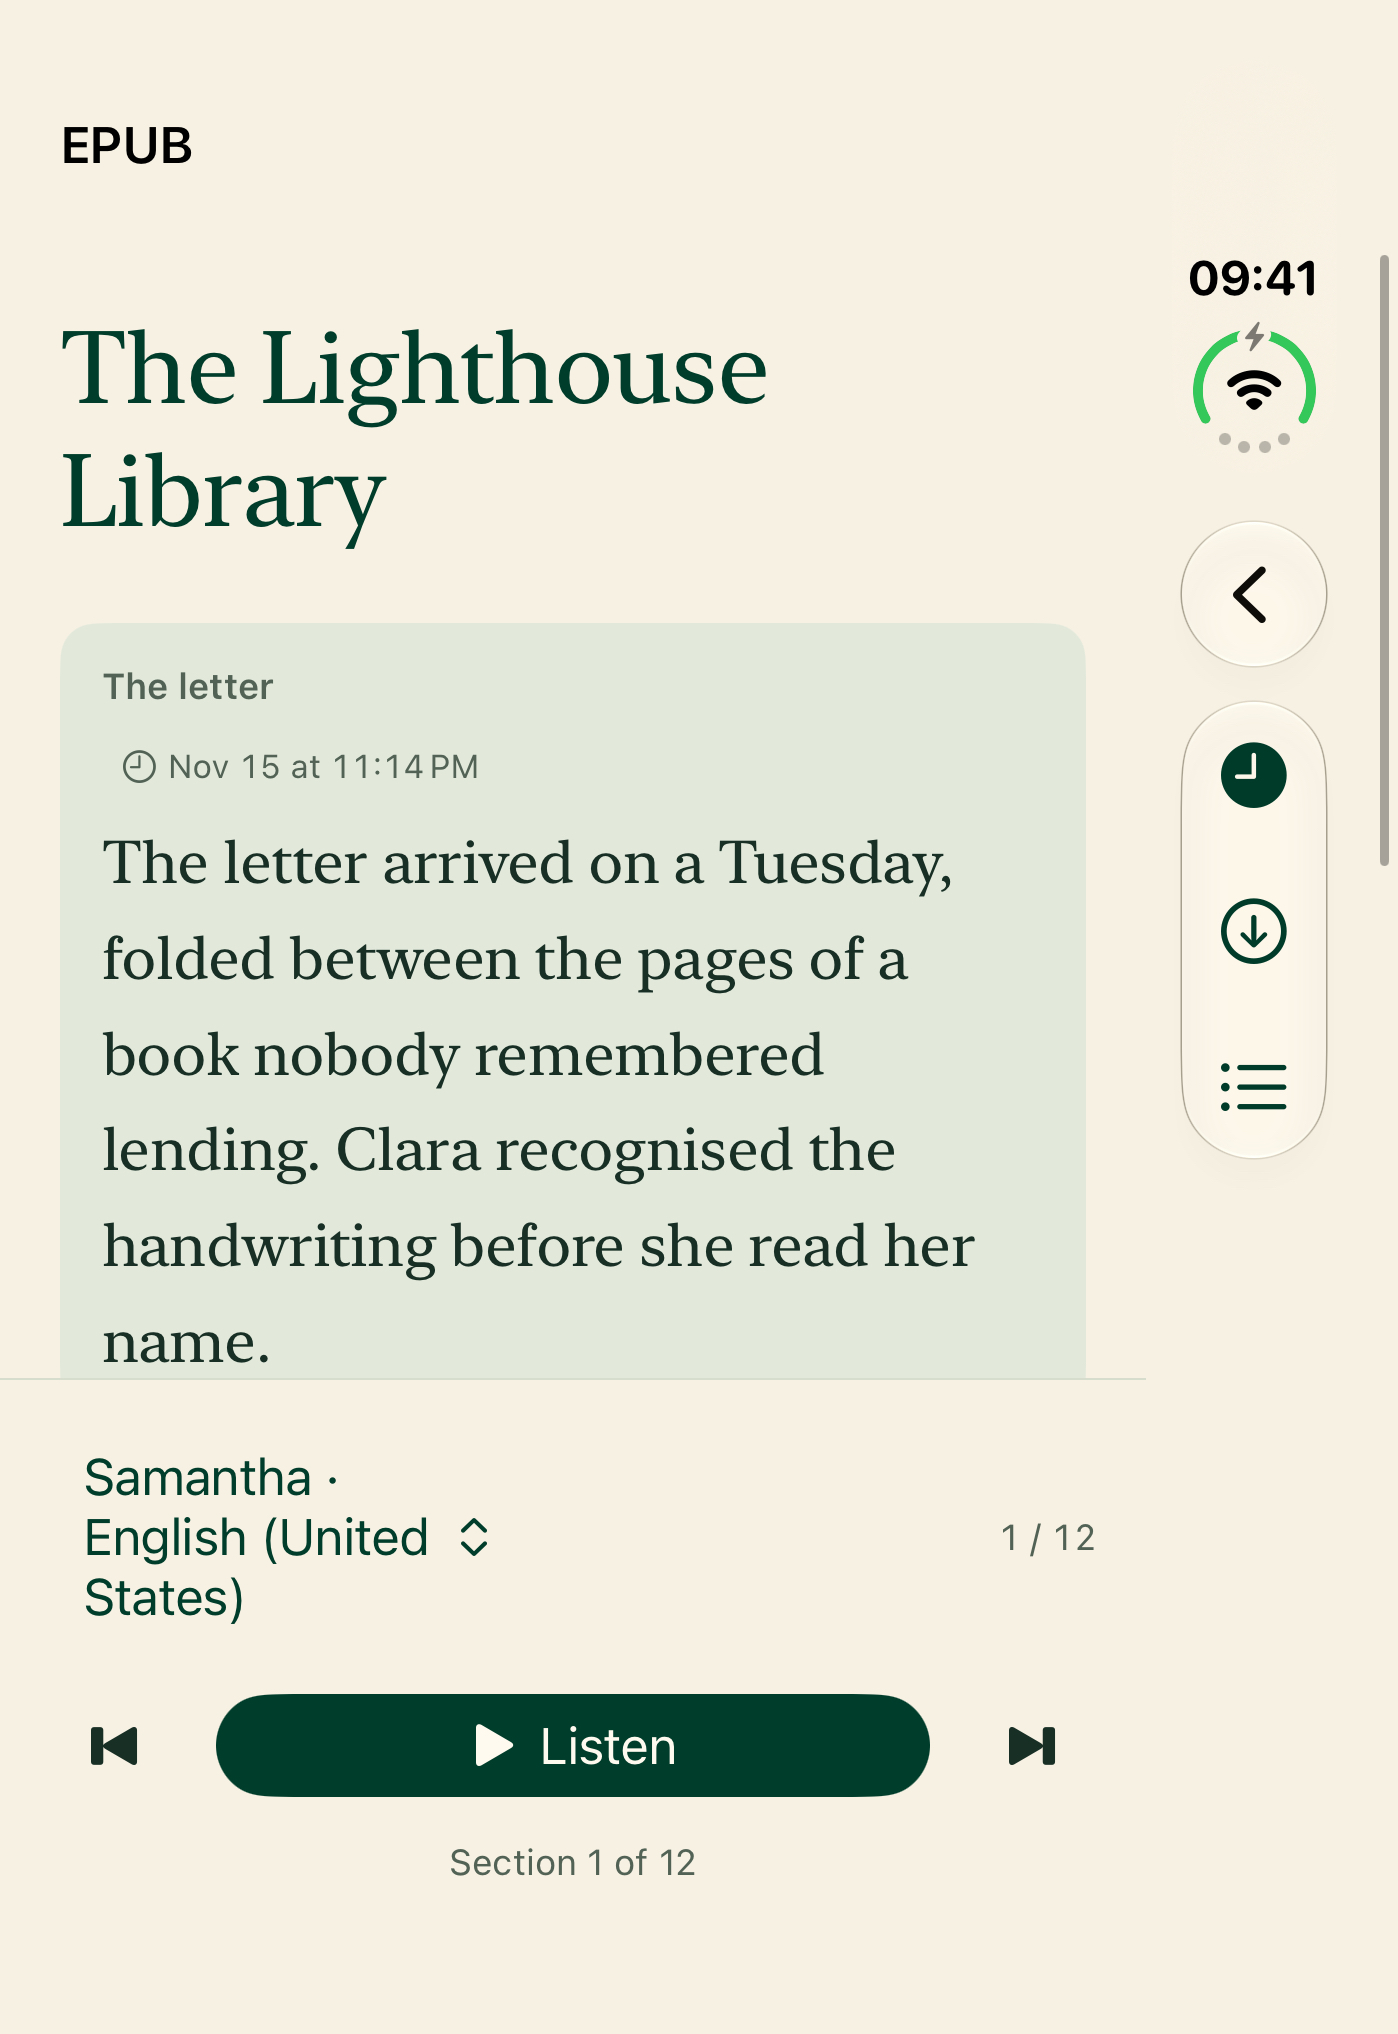 EPUB
09:41
The Lighthouse
Library
The letter
Nov 15 at 11:14 PM
The letter arrived on a Tuesday,
folded between the pages of a
book nobody remembered
lending. Clara recognised the
handwriting before she read her
name.
Samantha ·
English (United
States)
1 / 12
Listen
Section 1 of 12